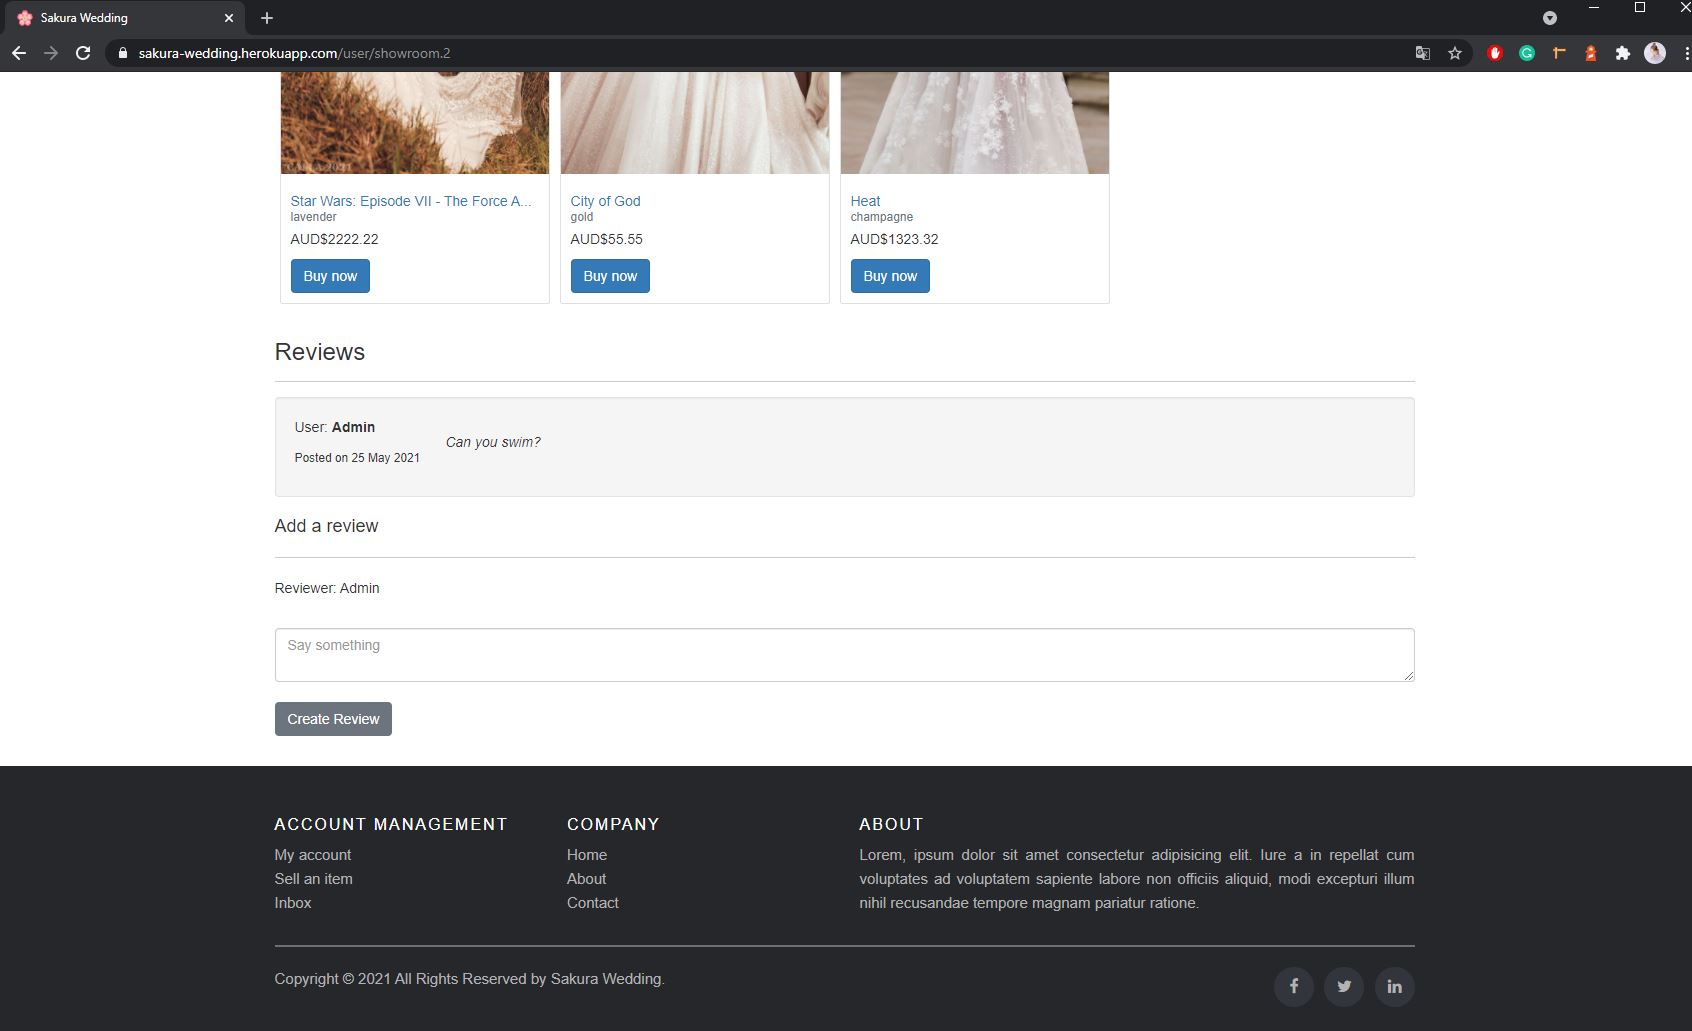 Sakura Wedding
sakura-wedding.herokuapp.com/user/showroom.2
Star Wars: Episode VII - The Force A...
lavender
AUD$2222.22
Buy now
City of God
gold
AUD$55.55
Buy now
Heat
champagne
AUD$1323.32
Buy now
Reviews
User: Admin
Posted on 25 May 2021
Can you swim?
Add a review
Reviewer: Admin
Say something
Create Review
ACCOUNT MANAGEMENT
My account
Sell an item
Inbox
COMPANY
Home
About
Contact
ABOUT
Lorem, ipsum dolor sit amet consectetur adipisicing elit. Iure a in repellat cum
voluptates ad voluptatem sapiente labore non officiis aliquid, modi excepturi illum
nihil recusandae tempore magnam pariatur ratione.
Copyright © 2021 All Rights Reserved by Sakura Wedding.